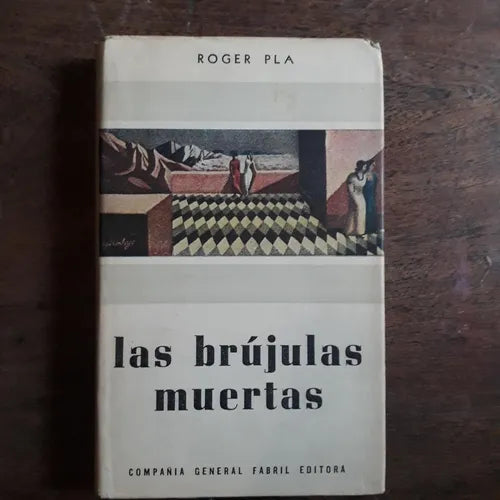 ROGER PLA
las brújulas
muertas
COMPAÑIA GENERAL FABRIL EDITORA